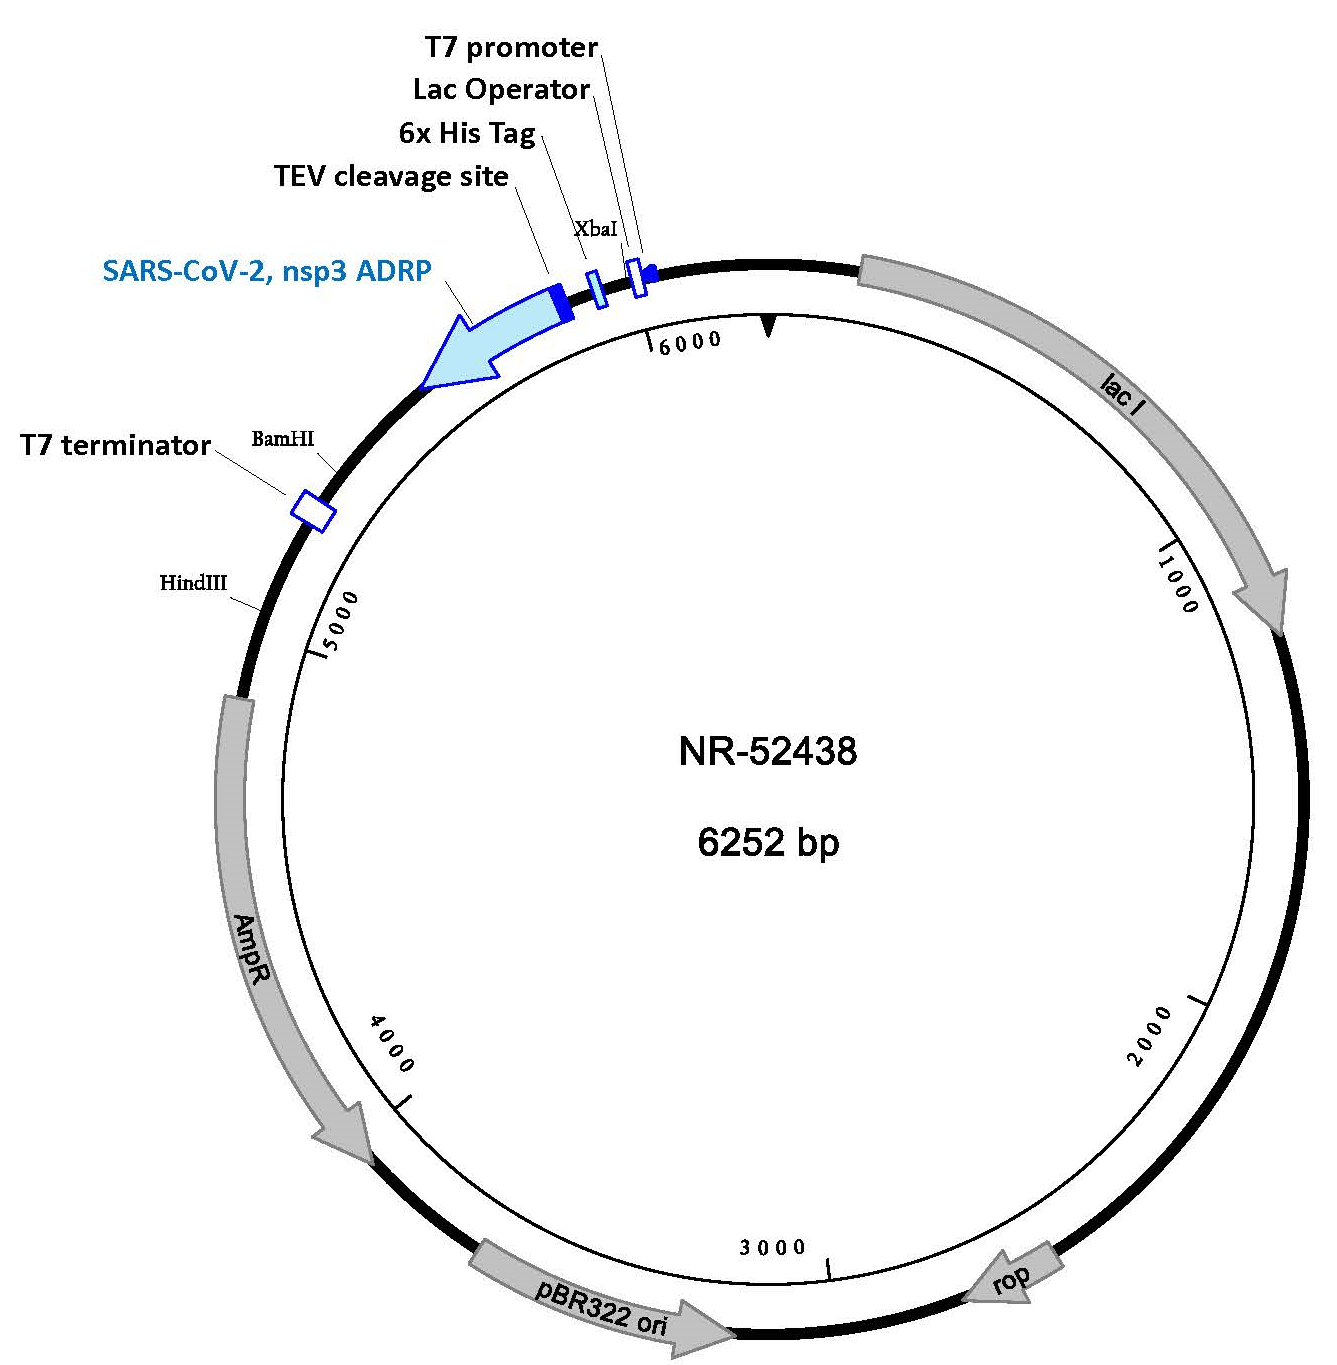 T7 promoter
Lac Operator
6x His Tag
TEV cleavage site
XbaI
SARS-CoV-2, nsp3 ADRP
6000
lac I
BamHI
T7 terminator
HindIII
1000
5000
NR-52438
6252 bp
AmpR
4000
2000
3000
rop
pBR322 ori